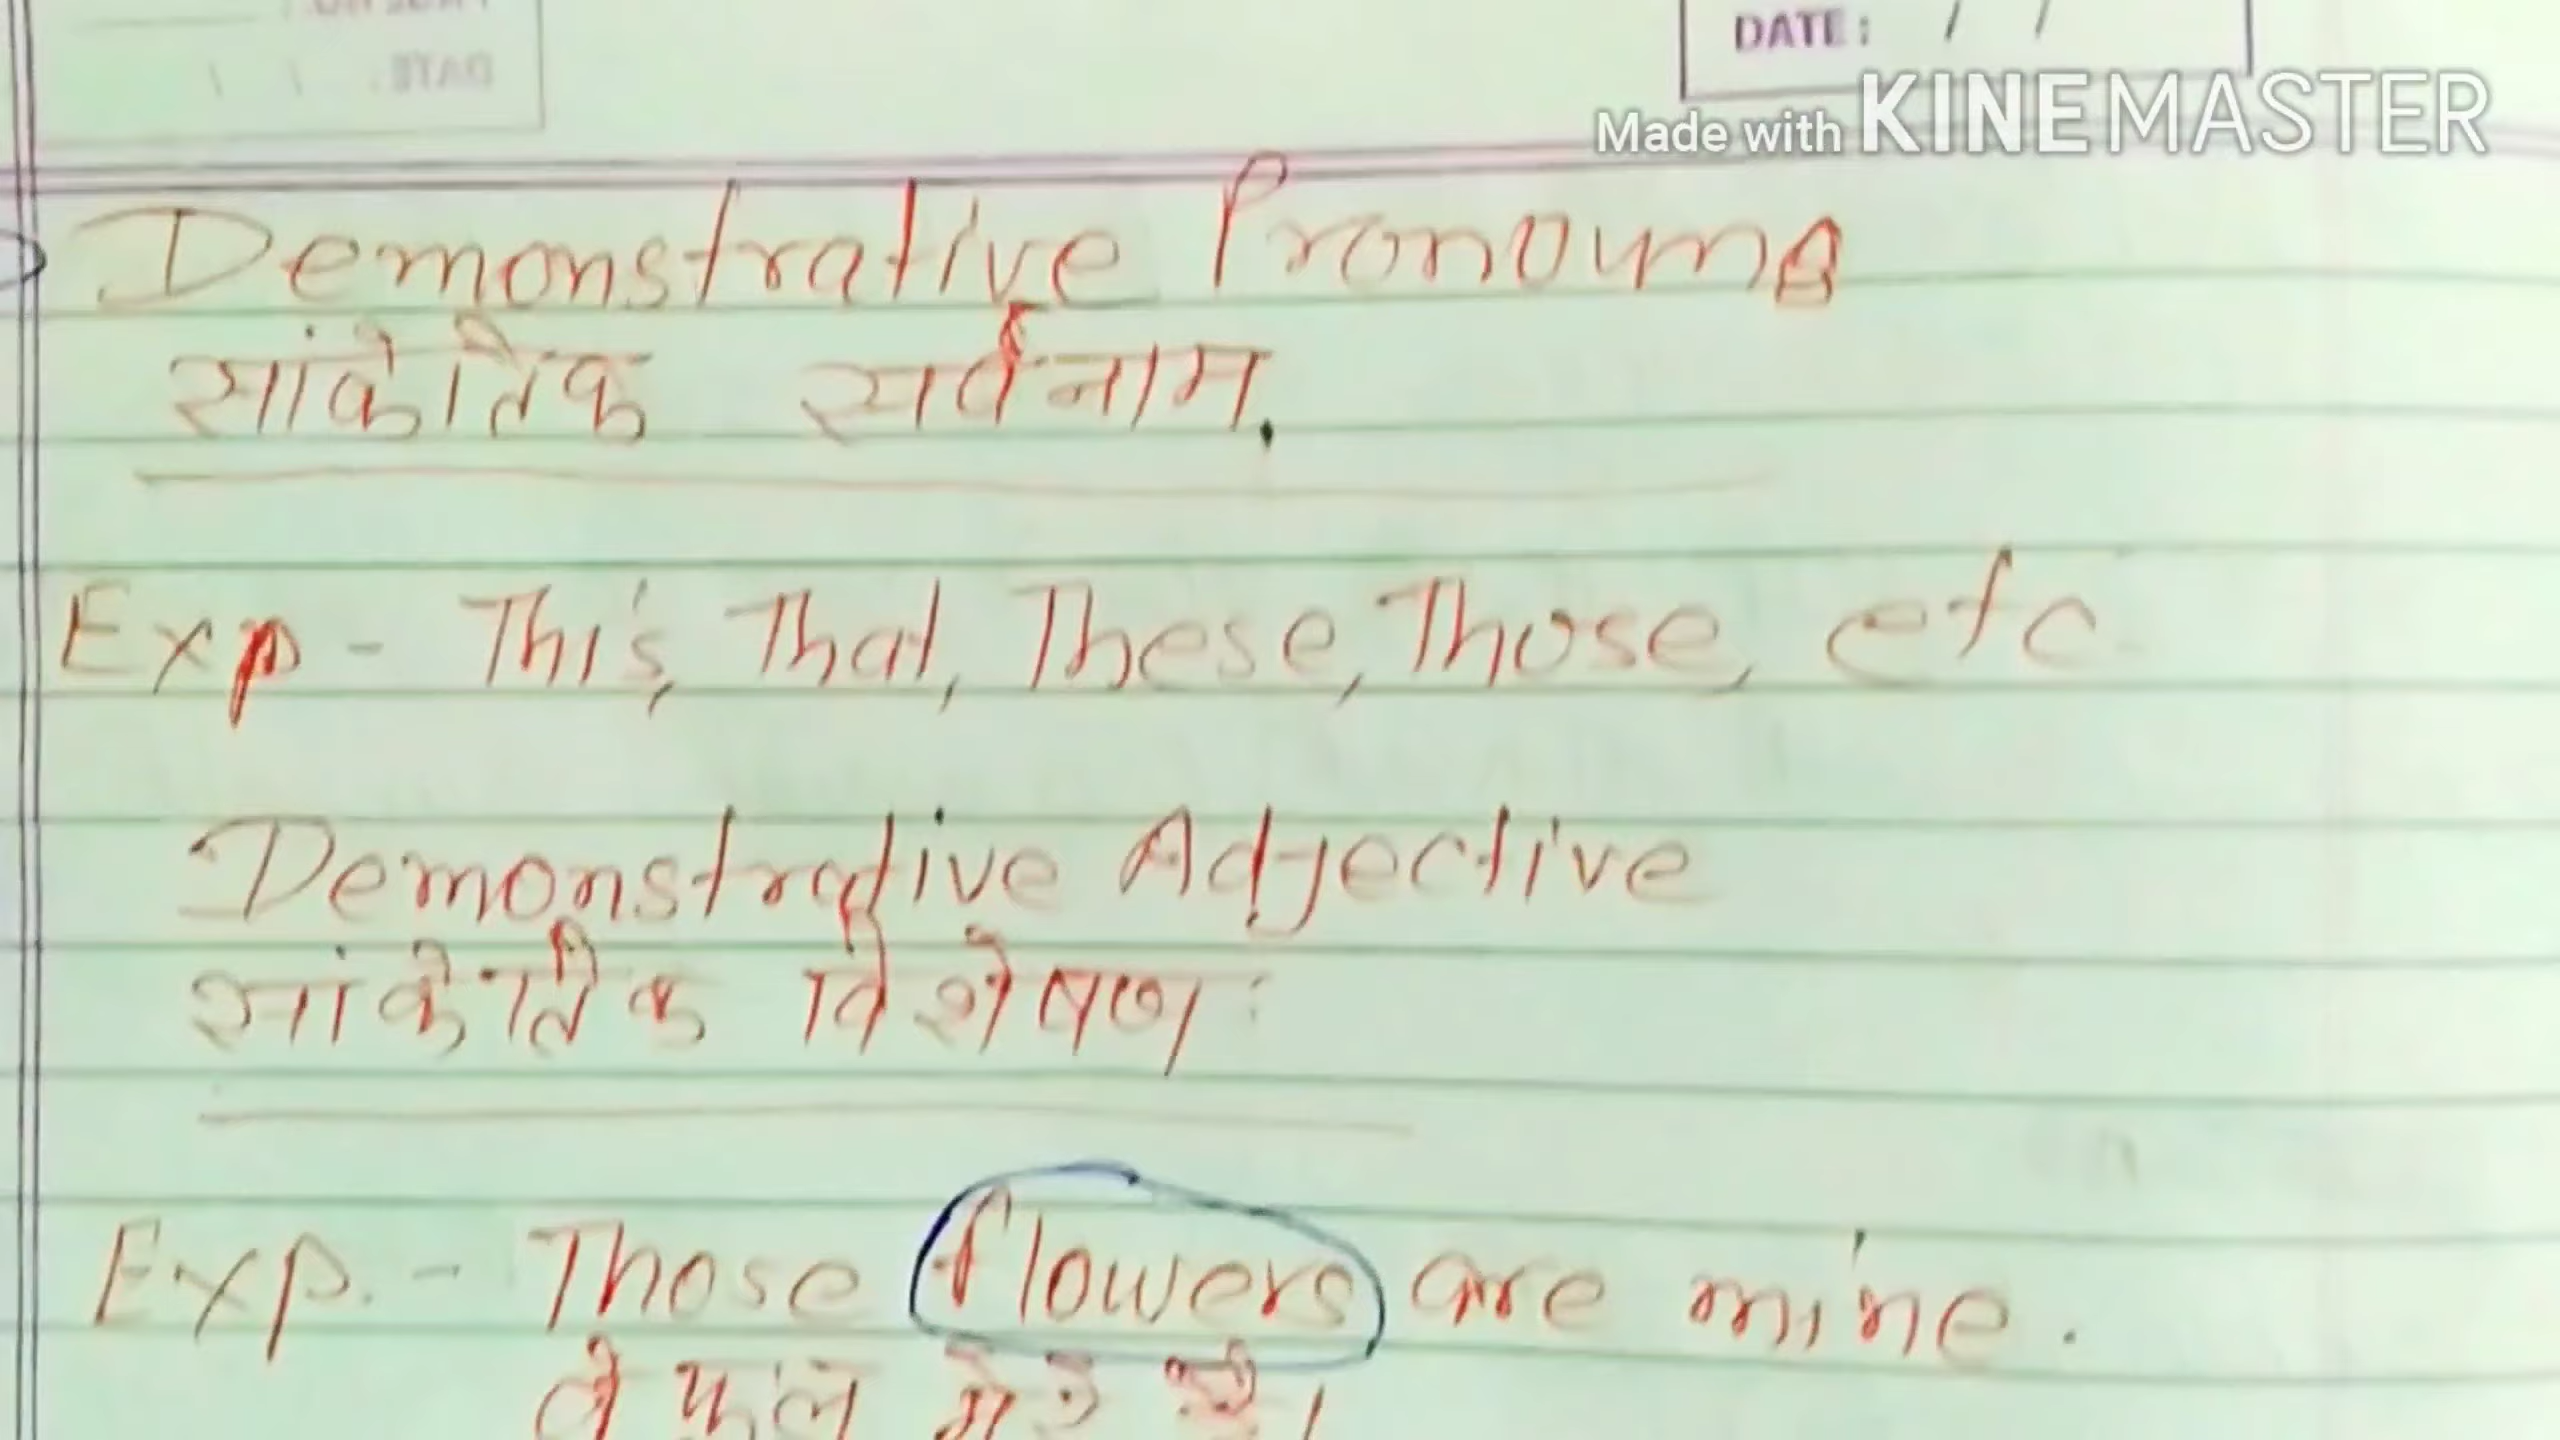 DATE: / /
Made with KINEMASTER
Demonstrative Pronouns
सांकेतिक सर्वनाम.
Exp - This, That, These, Those, etc.
Demonstrative Adjective
सांकेतिक विशेषण:
Exp. - Those flowers are mine.
वे फूल मेरे हैं।